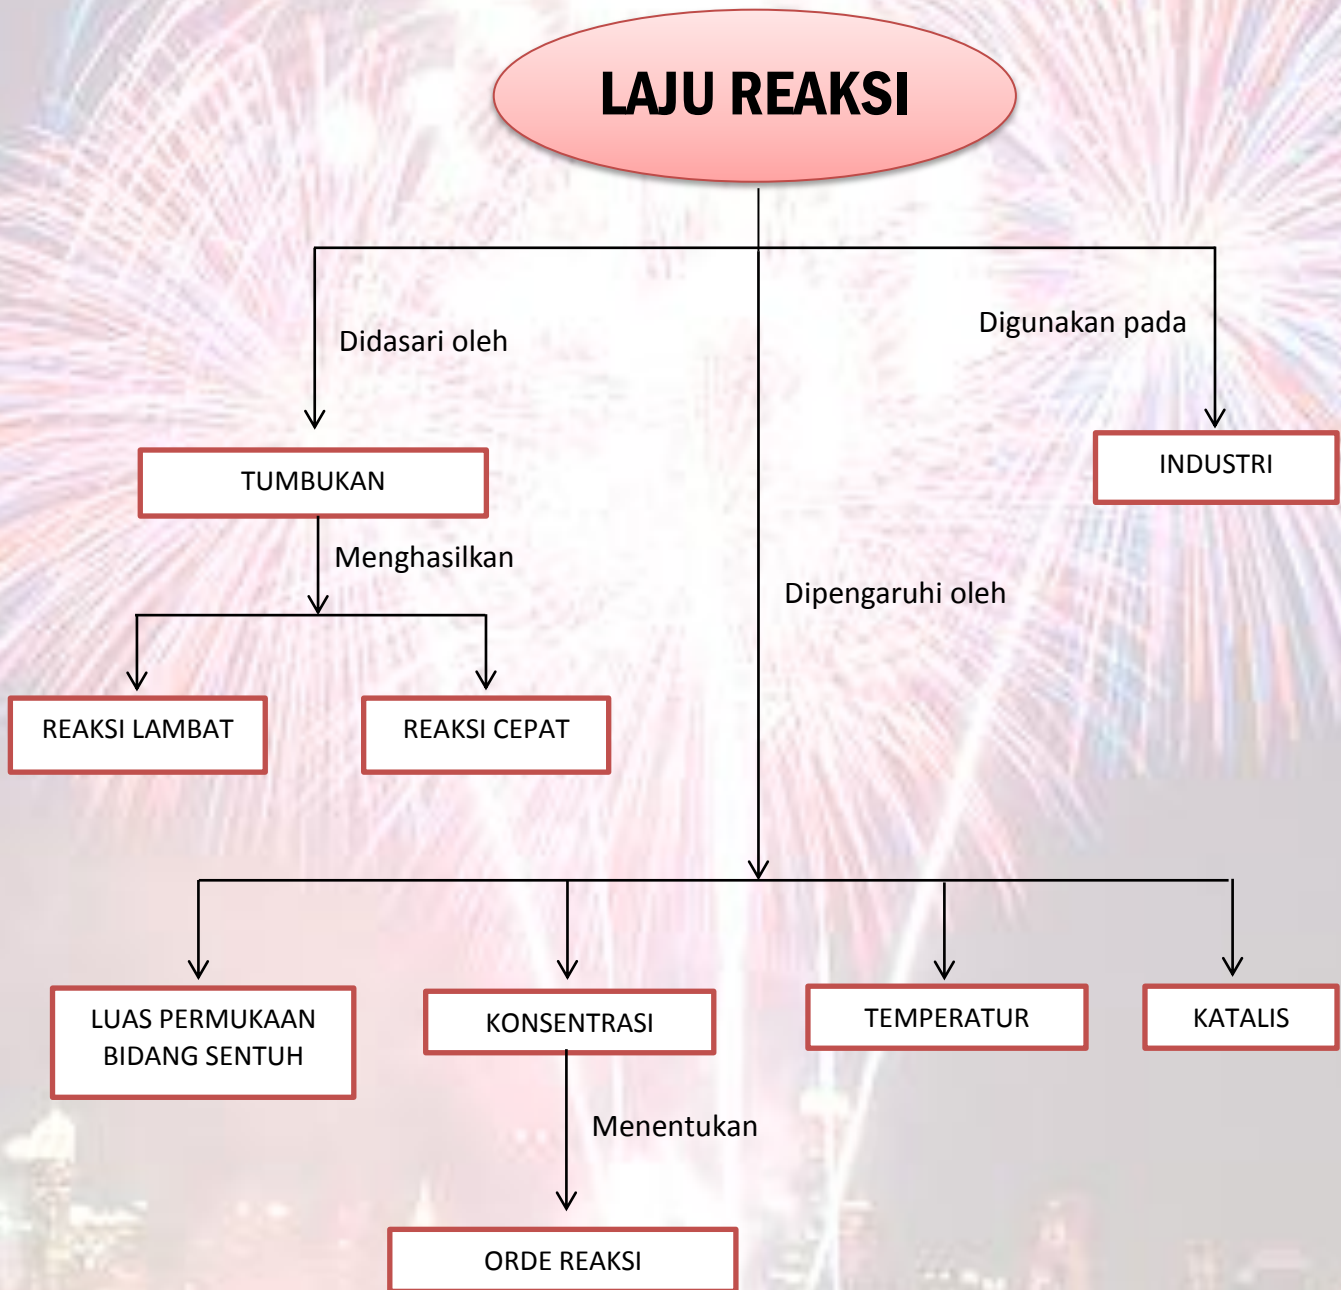 LAJU REAKSI
Didasari oleh
Digunakan pada
TUMBUKAN
INDUSTRI
Menghasilkan
Dipengaruhi oleh
REAKSI LAMBAT
REAKSI CEPAT
LUAS PERMUKAAN
BIDANG SENTUH
KONSENTRASI
TEMPERATUR
KATALIS
Menentukan
ORDE REAKSI